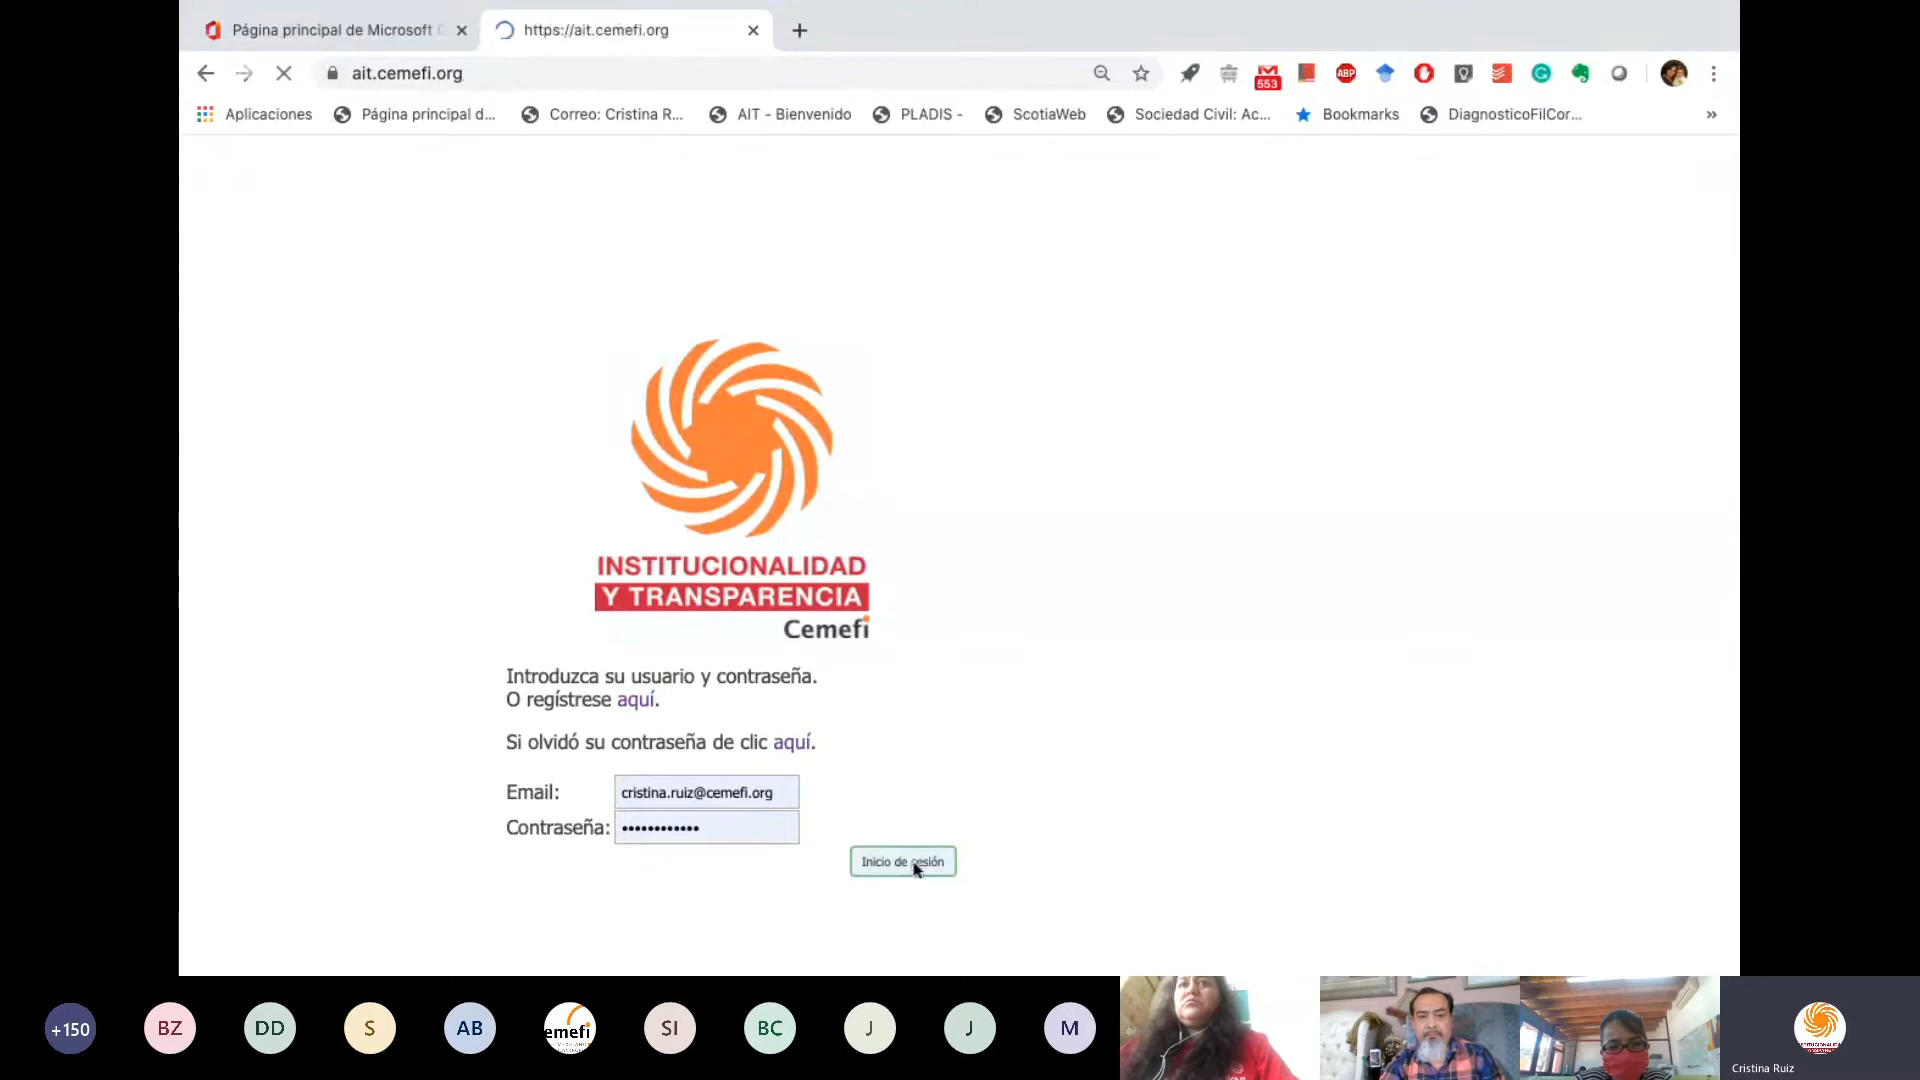 Página principal de Microsoft
https://ait.cemefi.org
ait.cemefi.org
553
ABP
Aplicaciones
Página principal d...
Correo: Cristina R...
AIT - Bienvenido
PLADIS -
ScotiaWeb
Sociedad Civil: Ac...
Bookmarks
DiagnosticoFilCor...
»
INSTITUCIONALIDAD
Y TRANSPARENCIA
Cemefi
Introduzca su usuario y contraseña.
O regístrese aquí.
Si olvidó su contraseña de clic aquí.
Email: cristina.ruiz@cemefi.org
Contraseña: ••••••••••••
Inicio de sesión
+150
BZ
DD
S
AB
emefi
SI
BC
J
J
M
Cristina Ruiz